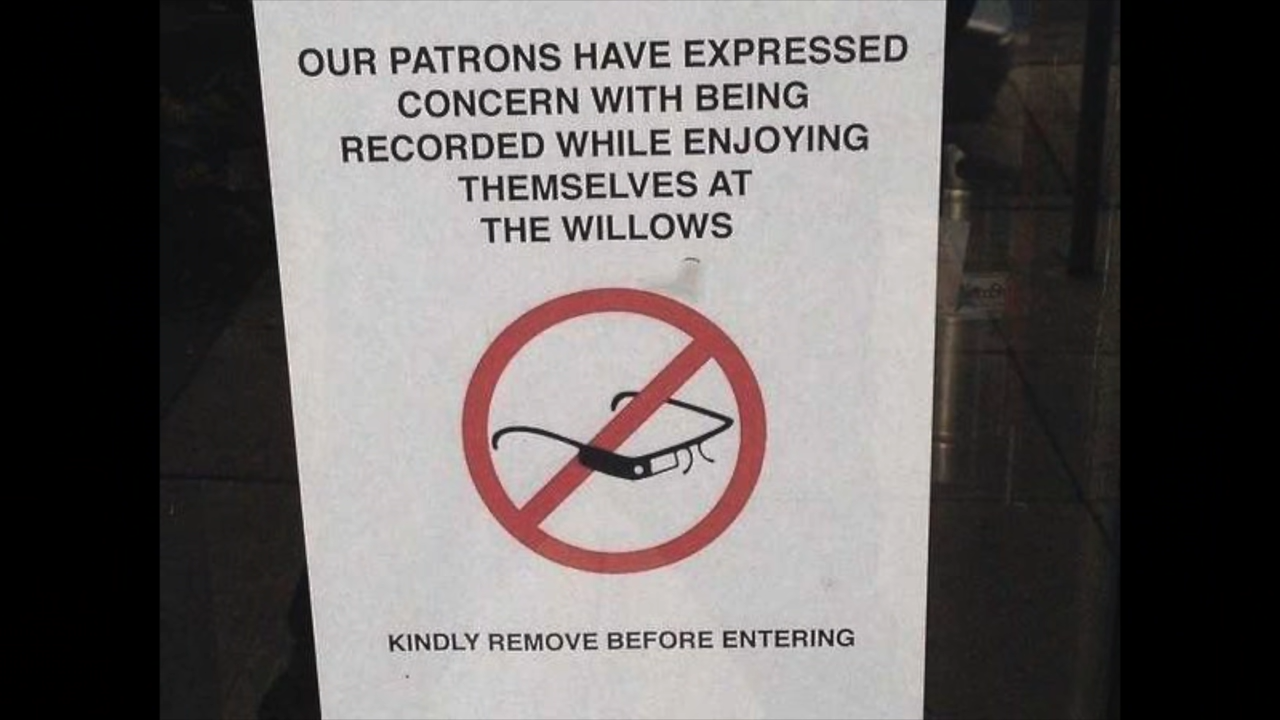 OUR PATRONS HAVE EXPRESSED
CONCERN WITH BEING
RECORDED WHILE ENJOYING
THEMSELVES AT
THE WILLOWS
KINDLY REMOVE BEFORE ENTERING